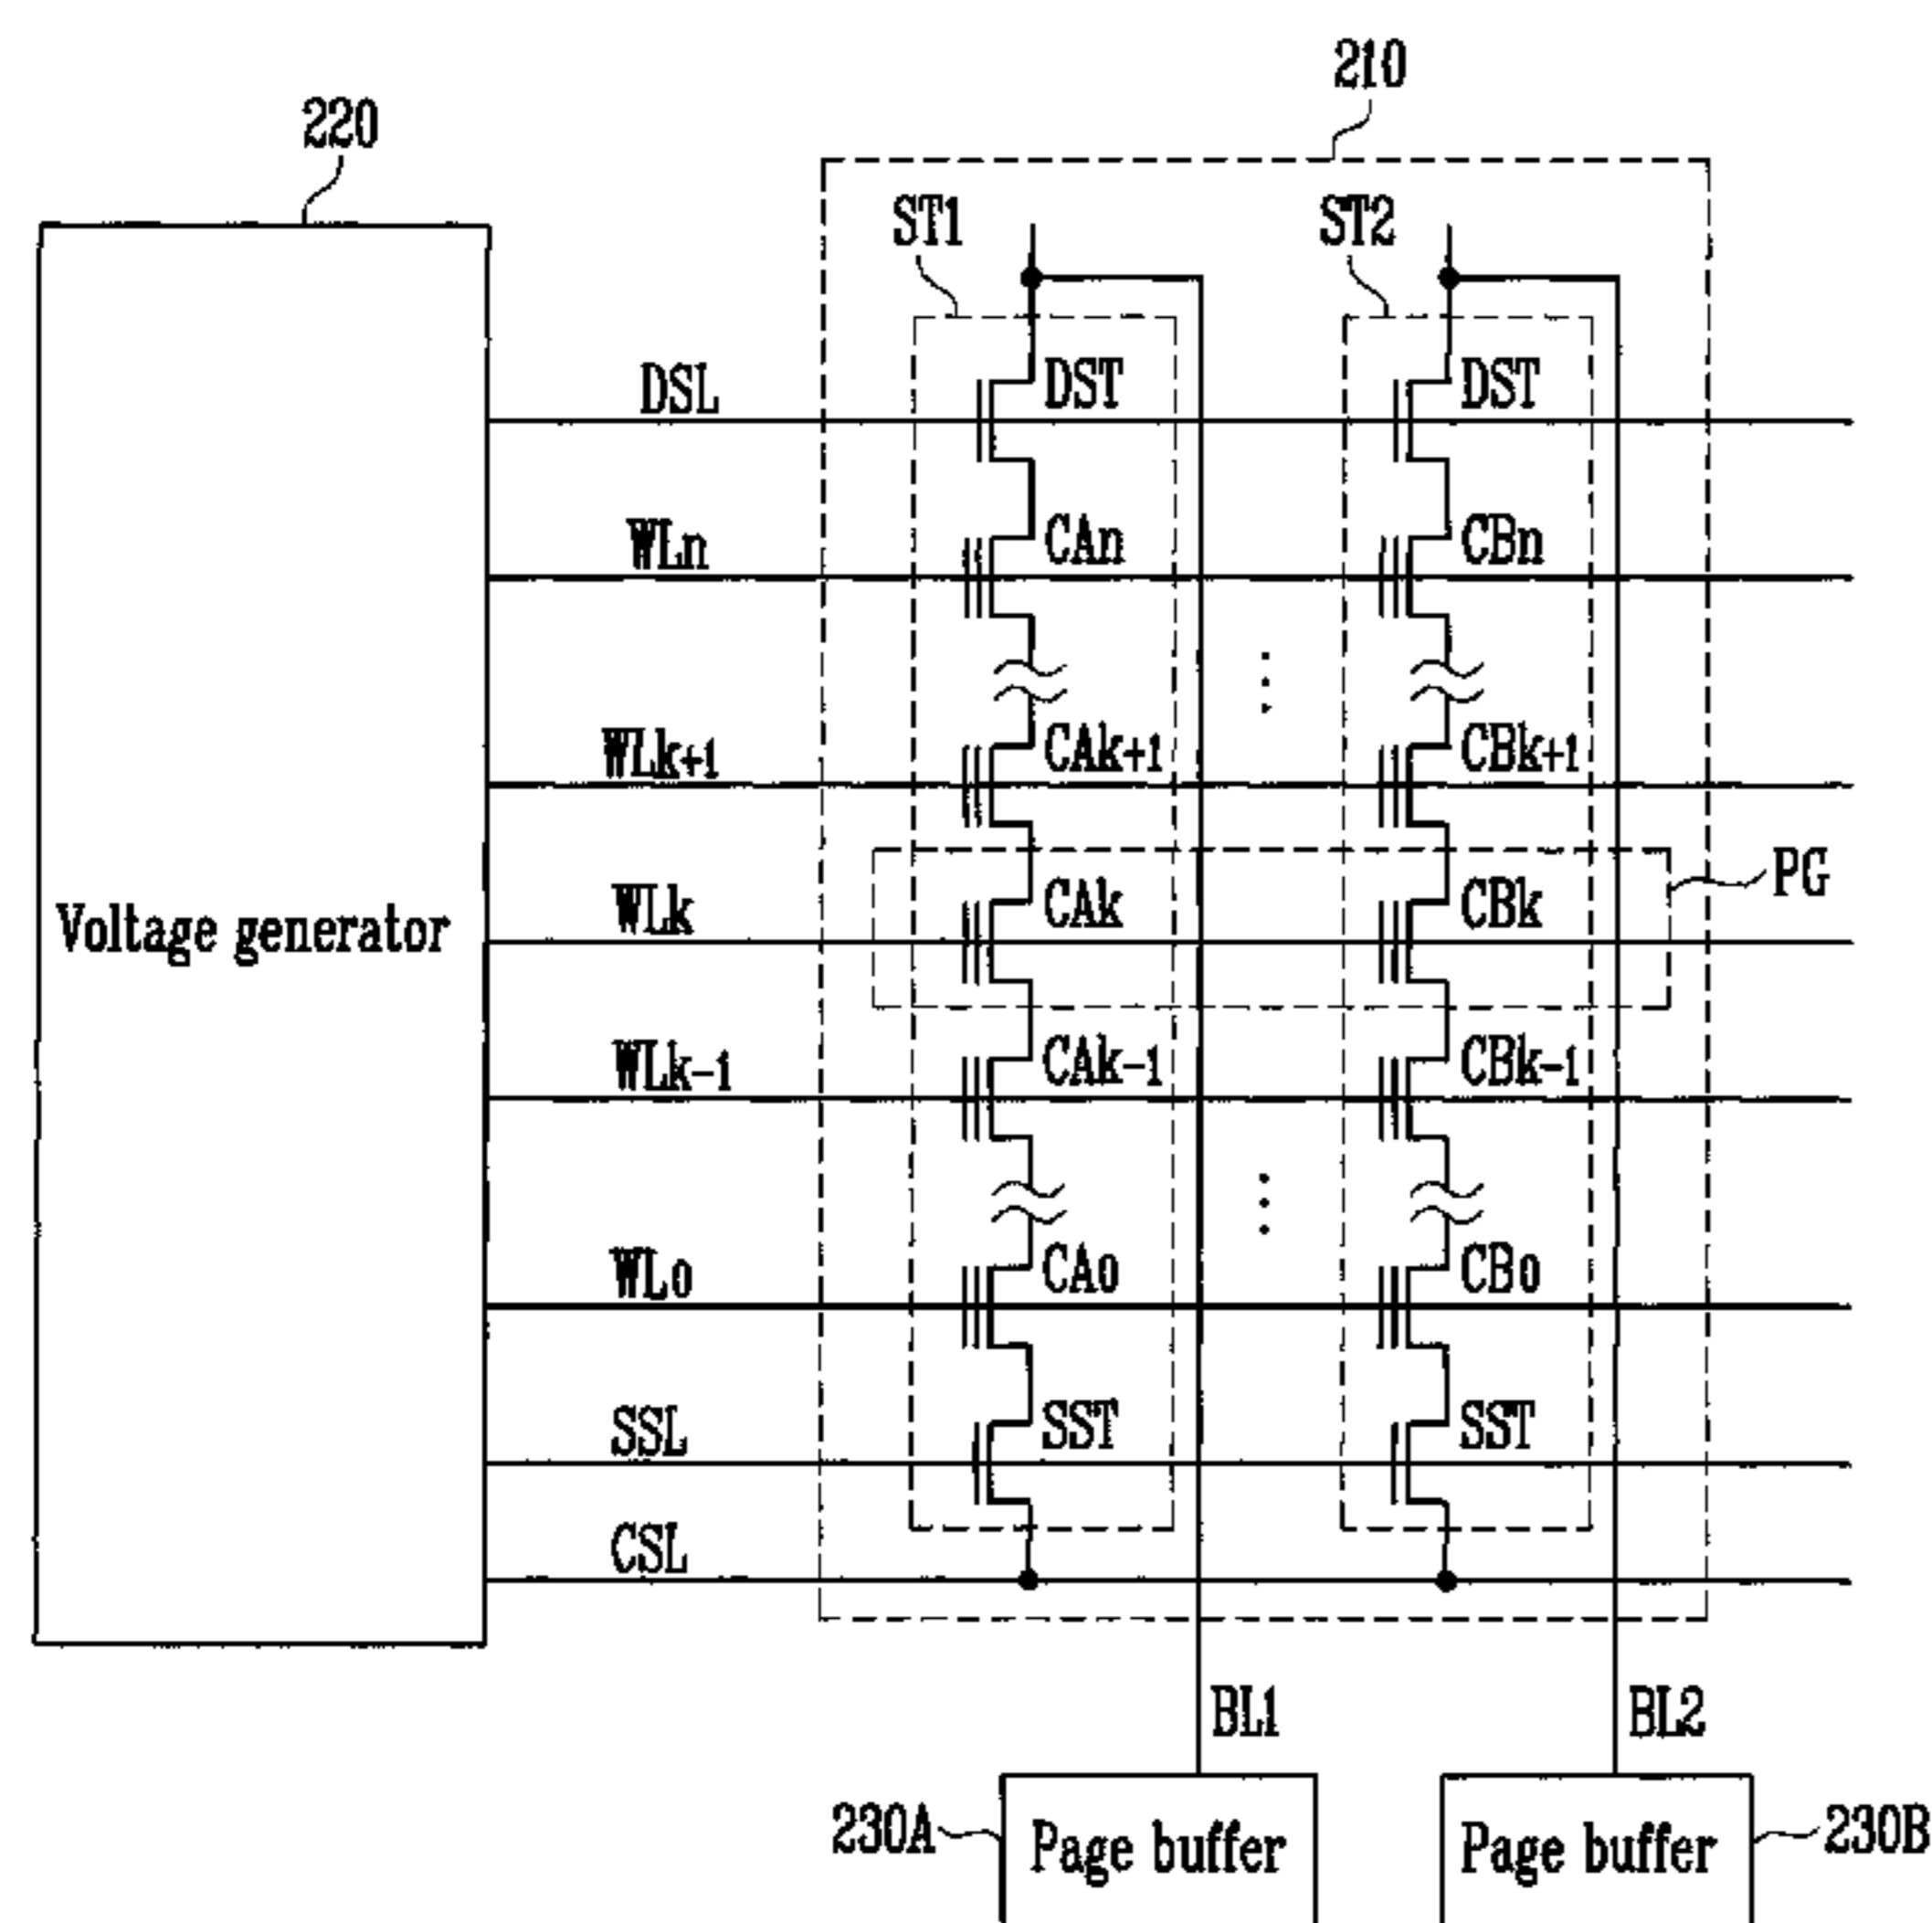 210
220
ST1
ST2
DSL
DST
DST
WLn
CAn
CBn
WLk+1
CAk+1
CBk+1
WLk
CAk
CBk
PG
Voltage generator
WLk-1
CAk-1
CBk-1
WLo
CAo
CBo
SSL
SST
SST
CSL
BL1
BL2
230A
Page buffer
Page buffer
230B